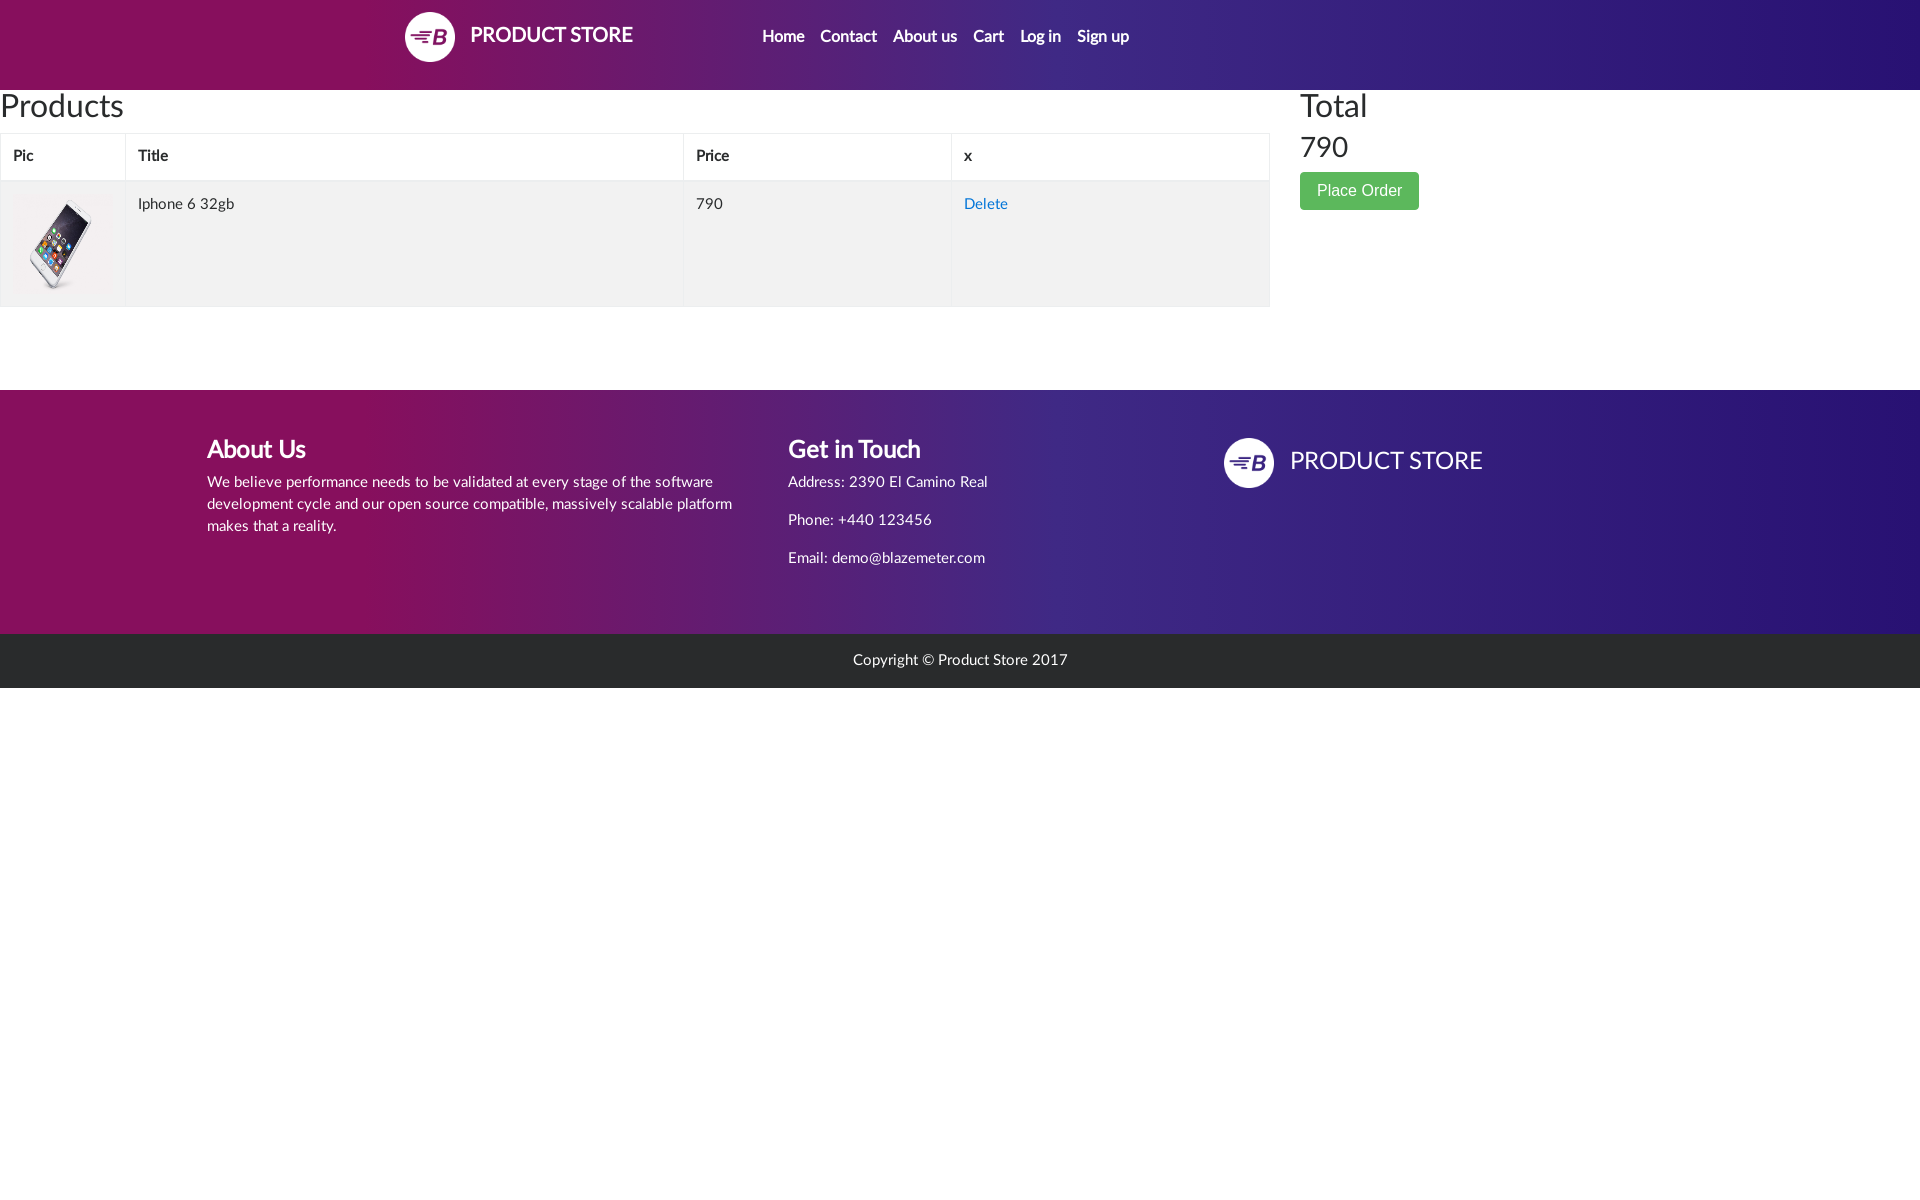 B PRODUCT STORE
Home Contact About us Cart Log in Sign up
Products
Total
790
Place Order
Pic Title Price x
Iphone 6 32gb 790 Delete
About Us
We believe performance needs to be validated at every stage of the software
development cycle and our open source compatible, massively scalable platform
makes that a reality.
Get in Touch
Address: 2390 El Camino Real
Phone: +440 123456
Email: demo@blazemeter.com
B PRODUCT STORE
Copyright © Product Store 2017